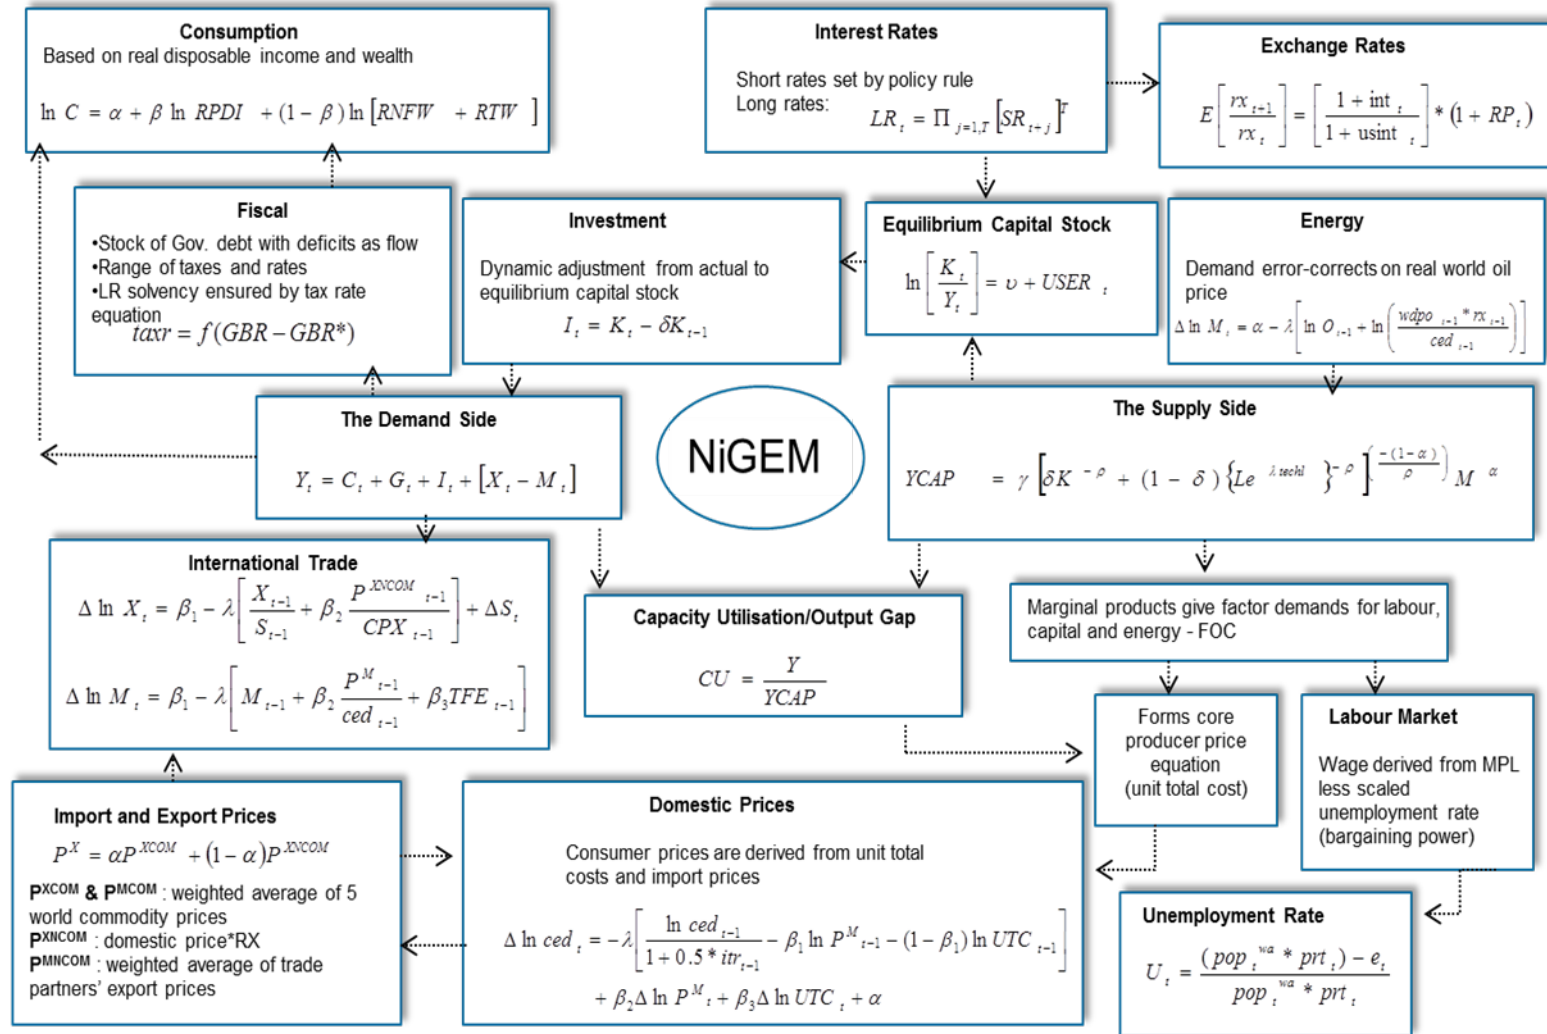 Consumption
Based on real disposable income and wealth
ln C = α + β ln RPDI + (1 − β) ln [RNFW + RTW ]
Interest Rates
Short rates set by policy rule
Long rates:
LR_t = Π_{j=1,T} [SR_{t+j}]^T
Exchange Rates
E[rx_{t+1} / rx_t] = [(1 + int_t) / (1 + usint_t)] * (1 + RP_t)
Fiscal
•Stock of Gov. debt with deficits as flow
•Range of taxes and rates
•LR solvency ensured by tax rate
equation
taxr = f(GBR − GBR*)
Investment
Dynamic adjustment from actual to
equilibrium capital stock
I_t = K_t − δK_{t−1}
Equilibrium Capital Stock
ln[K_t / Y_t] = υ + USER_t
Energy
Demand error-corrects on real world oil
price
Δ ln M_t = α − λ[ln O_{t−1} + ln(wdpo_{t−1} * rx_{t−1} / ced_{t−1})]
The Demand Side
Y_t = C_t + G_t + I_t + [X_t − M_t]
NiGEM
The Supply Side
YCAP = γ [δK^{−ρ} + (1 − δ){Le^{λtechl}}^{−ρ}]^{(−(1−α)/ρ)} M^α
International Trade
Δ ln X_t = β_1 − λ[X_{t−1} / S_{t−1} + β_2 P^{XNCOM}_{t−1} / CPX_{t−1}] + ΔS_t
Δ ln M_t = β_1 − λ[M_{t−1} + β_2 P^M_{t−1} / ced_{t−1} + β_3TFE_{t−1}]
Capacity Utilisation/Output Gap
CU = Y / YCAP
Marginal products give factor demands for labour,
capital and energy - FOC
Forms core
producer price
equation
(unit total cost)
Labour Market
Wage derived from MPL
less scaled
unemployment rate
(bargaining power)
Import and Export Prices
P^X = αP^{XCOM} + (1 − α)P^{XNCOM}
P^{XCOM} & P^{MCOM} : weighted average of 5
world commodity prices
P^{XNCOM} : domestic price*RX
P^{MNCOM} : weighted average of trade
partners' export prices
Domestic Prices
Consumer prices are derived from unit total
costs and import prices
Δ ln ced_t = −λ[ln ced_{t−1} / (1 + 0.5 * itr_{t−1}) − β_1 ln P^M_{t−1} − (1 − β_1) ln UTC_{t−1}]
+ β_2Δ ln P^M_t + β_3Δ ln UTC_t + α
Unemployment Rate
U_t = ((pop_t^{wa} * prt_t) − e_t) / (pop_t^{wa} * prt_t)